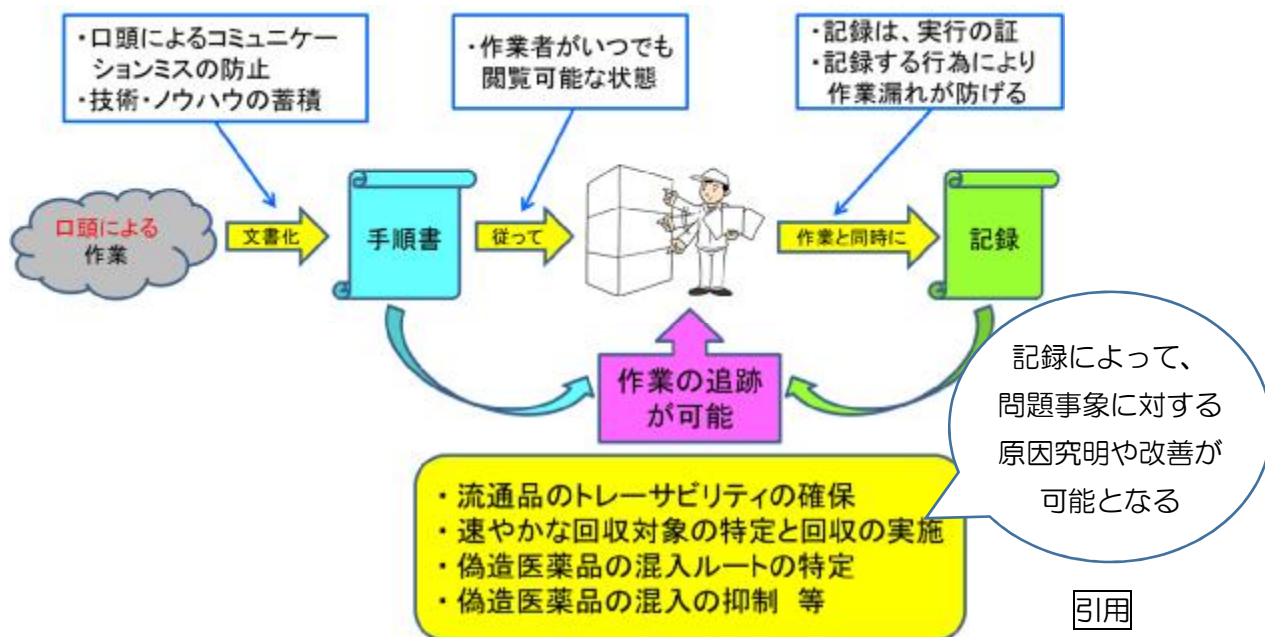 ・口頭によるコミュニケー
ションミスの防止
・技術・ノウハウの蓄積
・作業者がいつでも
閲覧可能な状態
・記録は、実行の証
・記録する行為により
作業漏れが防げる
口頭による
作業
文書化
手順書
従って
作業と同時に
記録
作業の追跡
が可能
記録によって、
問題事象に対する
原因究明や改善が
可能となる
・流通品のトレーサビリティの確保
・速やかな回収対象の特定と回収の実施
・偽造医薬品の混入ルートの特定
・偽造医薬品の混入の抑制 等
引用